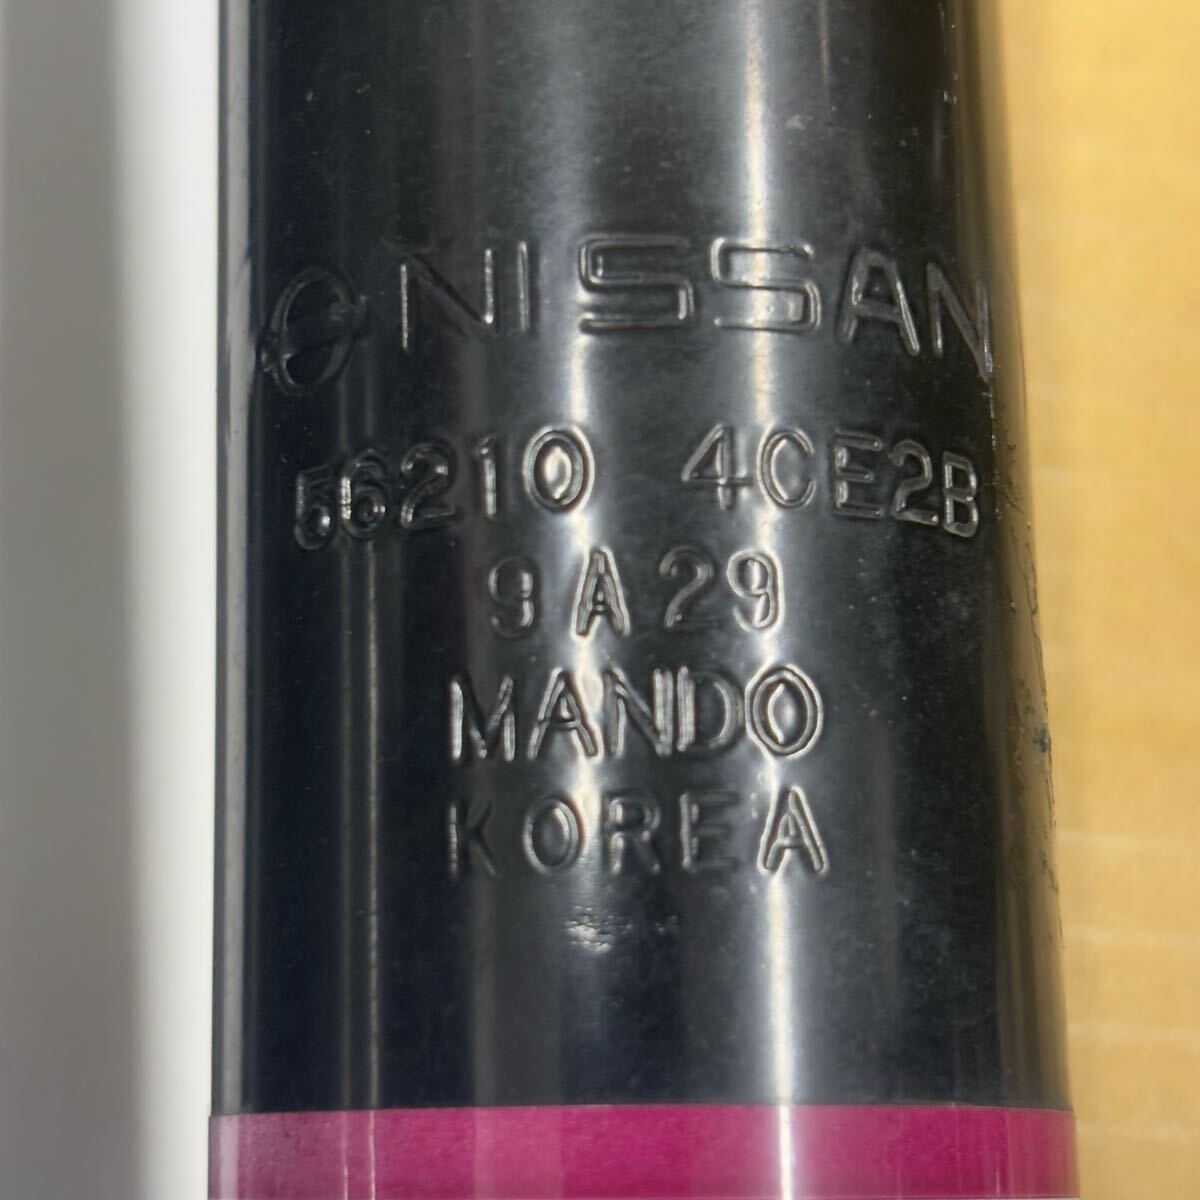 NISSAN
56210 4CE2B
9A29
MANDO
KOREA